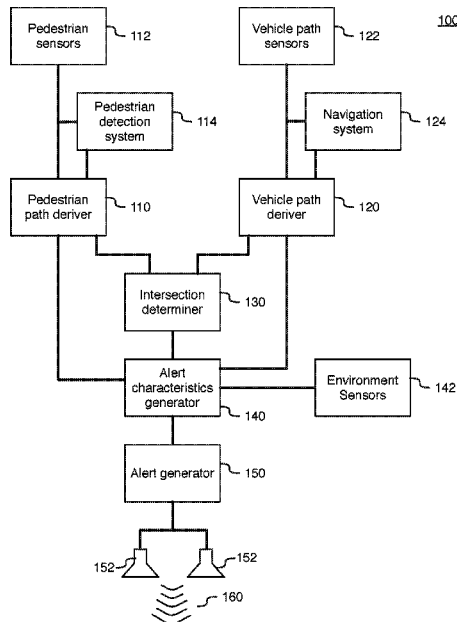 100
Pedestrian
sensors
112
Vehicle path
sensors
122
Pedestrian
detection
system
114
Navigation
system
124
Pedestrian
path deriver
110
Vehicle path
deriver
120
Intersection
determiner
130
Alert
characteristics
generator
140
Environment
Sensors
142
Alert generator
150
152
152
160